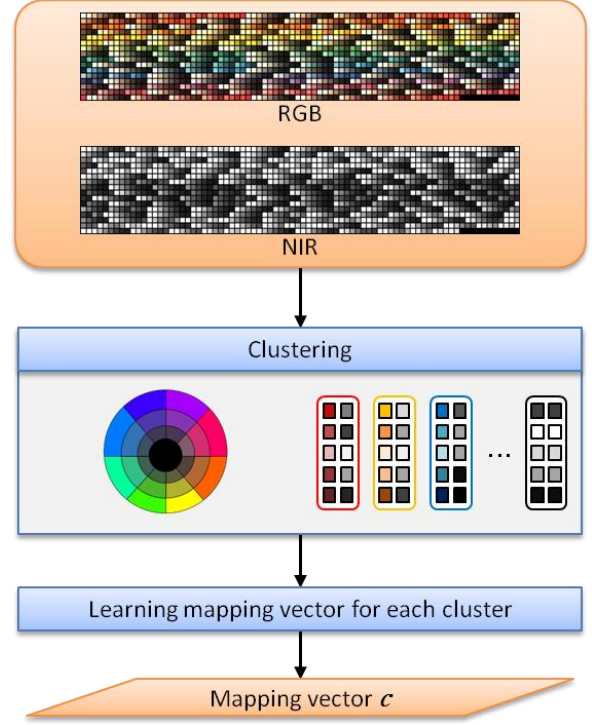 RGB
NIR
Clustering
...
Learning mapping vector for each cluster
Mapping vector c